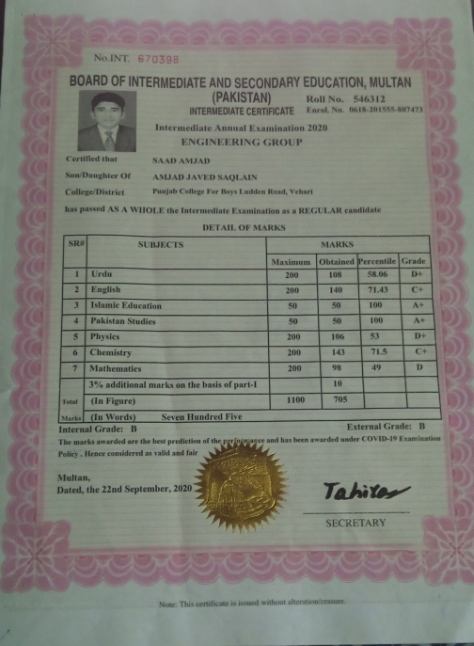 No.INT. 670398
BOARD OF INTERMEDIATE AND SECONDARY EDUCATION, MULTAN
(PAKISTAN)
Roll No. 546312
INTERMEDIATE CERTIFICATE
Enrol. No. 0618-201555-807473
Intermediate Annual Examination 2020
ENGINEERING GROUP
Certified that SAAD AMJAD
Son/Daughter Of AMJAD JAVED SAQLAIN
College/District Punjab College For Boys Ludden Road, Vehari
has passed AS A WHOLE the Intermediate Examination as a REGULAR candidate
DETAIL OF MARKS
SR# SUBJECTS MARKS
Maximum Obtained Percentile Grade
1 Urdu 200 108 58.06 D+
2 English 200 140 71.43 C+
3 Islamic Education 50 50 100 A+
4 Pakistan Studies 50 50 100 A+
5 Physics 200 106 53 D+
6 Chemistry 200 143 71.5 C+
7 Mathematics 200 98 49 D
3% additional marks on the basis of part-I 10
Total (In Figure) 1100 705
Marks (In Words) Seven Hundred Five
Internal Grade: B External Grade: B
The marks awarded are the best prediction of the performance and has been awarded under COVID-19 Examination
Policy . Hence considered as valid and fair
Multan,
Dated, the 22nd September, 2020
SECRETARY
Note: This certificate is issued without alteration/erasure.